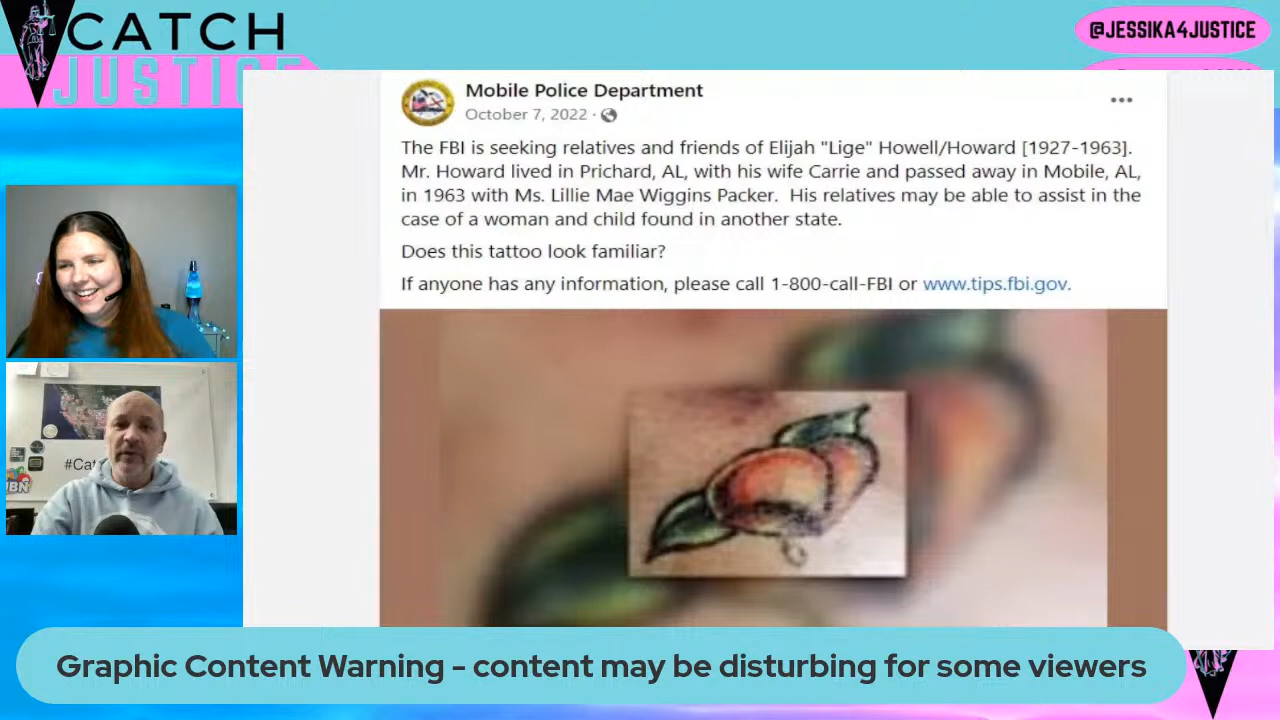 CATCH
JUSTICE
@JESSIKA4JUSTICE
Mobile Police Department
October 7, 2022 ·
The FBI is seeking relatives and friends of Elijah "Lige" Howell/Howard [1927-1963].
Mr. Howard lived in Prichard, AL, with his wife Carrie and passed away in Mobile, AL,
in 1963 with Ms. Lillie Mae Wiggins Packer. His relatives may be able to assist in the
case of a woman and child found in another state.
Does this tattoo look familiar?
If anyone has any information, please call 1-800-call-FBI or www.tips.fbi.gov.
#Cat
Graphic Content Warning - content may be disturbing for some viewers